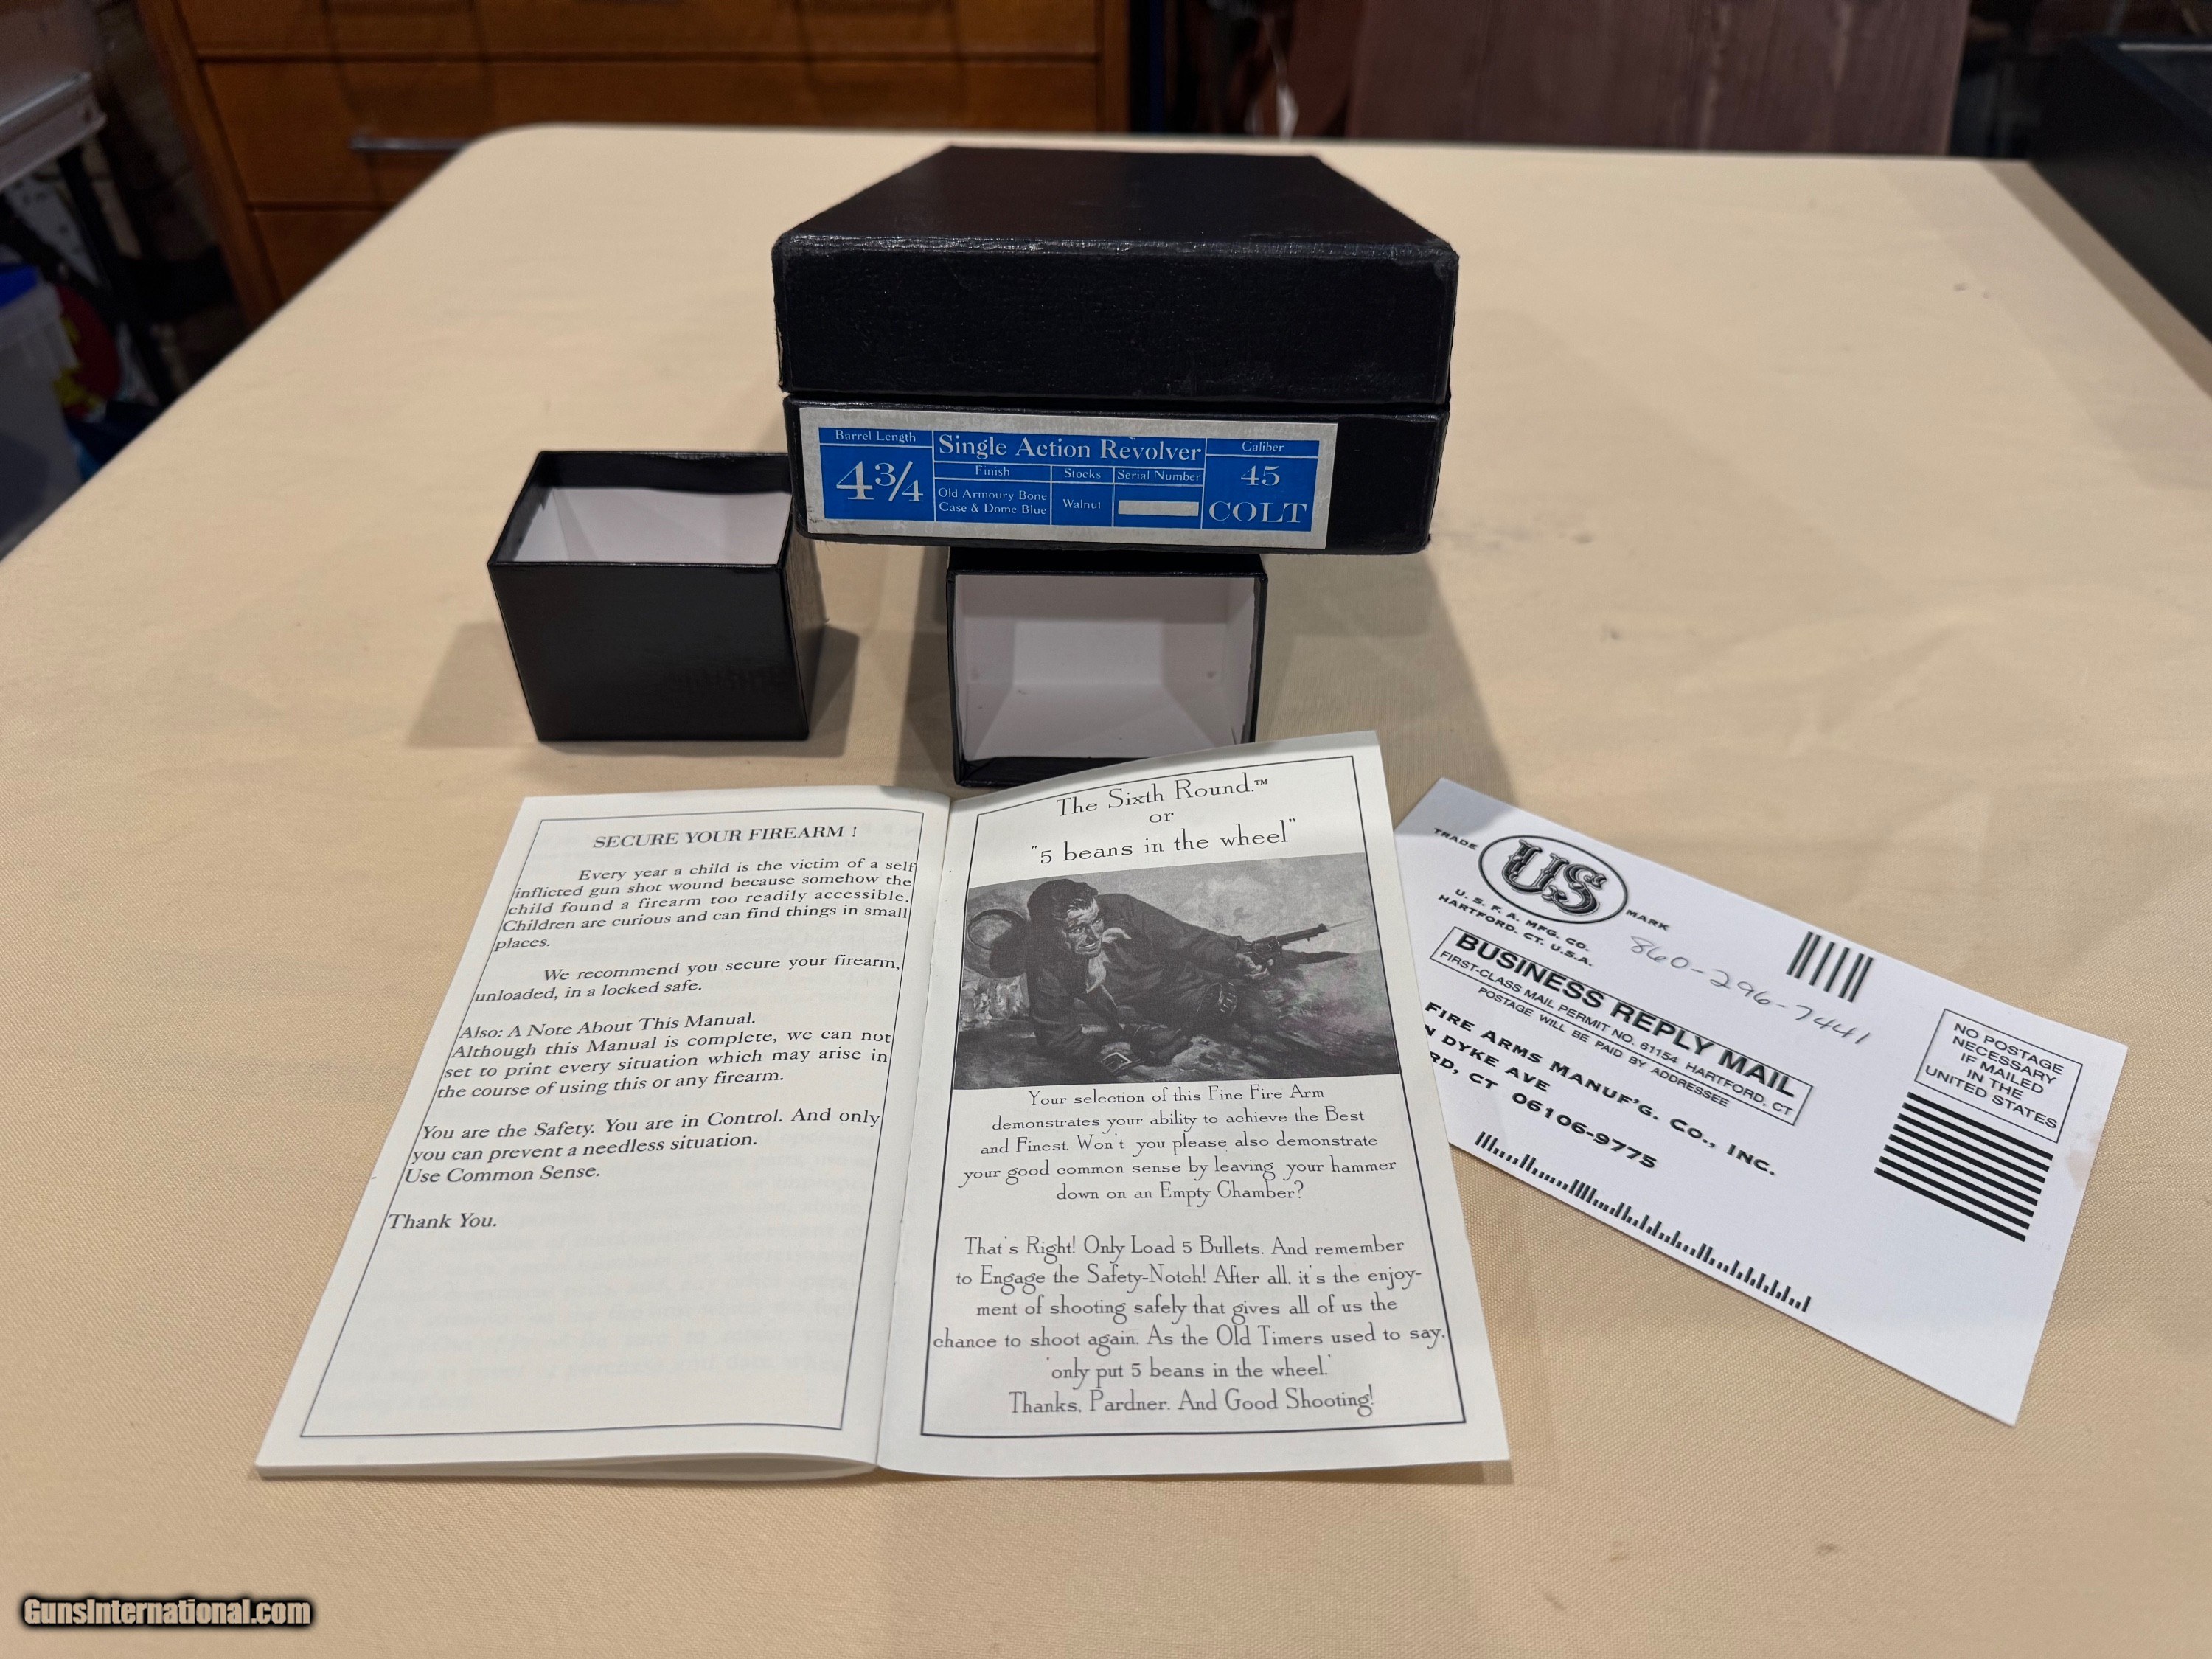 Barrel Length
4¾
Single Action Revolver
Finish
Old Armoury Bone
Case & Dome Blue
Stocks
Walnut
Serial Number
Caliber
45
COLT
SECURE YOUR FIREARM !
Every year a child is the victim of a self
inflicted gun shot wound because somehow the
child found a firearm too readily accessible.
Children are curious and can find things in small
places.
We recommend you secure your firearm,
unloaded, in a locked safe.
Also: A Note About This Manual.
Although this Manual is complete, we can not
set to print every situation which may arise in
the course of using this or any firearm.
You are the Safety. You are in Control. And only
you can prevent a needless situation.
Use Common Sense.
Thank You.
The Sixth Round.™
or
"5 beans in the wheel"
Your selection of this Fine Fire Arm
demonstrates your ability to achieve the Best
and Finest. Won't you please also demonstrate
your good common sense by leaving your hammer
down on an Empty Chamber?
That's Right! Only Load 5 Bullets. And remember
to Engage the Safety-Notch! After all, it's the enjoy-
ment of shooting safely that gives all of us the
chance to shoot again. As the Old Timers used to say,
'only put 5 beans in the wheel.'
Thanks, Pardner. And Good Shooting!
TRADE
US
MARK
U. S. F. A. MFG. CO.
HARTFORD. CT. U.S.A.
860-296-7441
BUSINESS REPLY MAIL
FIRST-CLASS MAIL PERMIT NO. 61154 HARTFORD, CT
POSTAGE WILL BE PAID BY ADDRESSEE
FIRE ARMS MANUF'G. CO., INC.
N DYKE AVE
RD, CT 06106-9775
NO POSTAGE
NECESSARY
IF MAILED
IN THE
UNITED STATES
GunsInternational.com